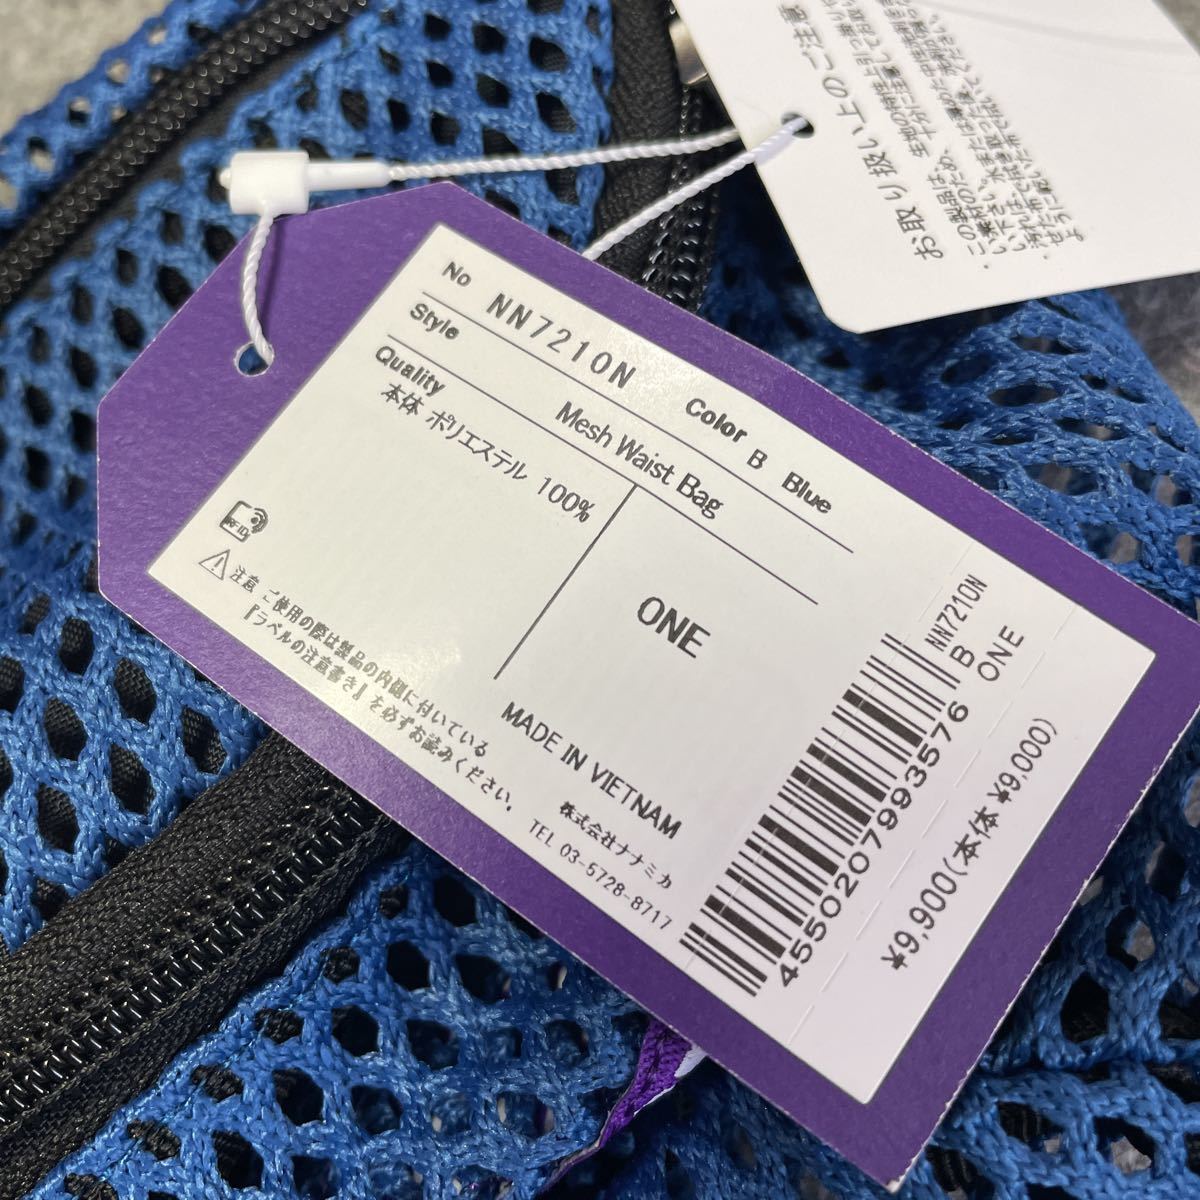 お取り扱い上のご注意
No NN7210N Color B Blue
Style Mesh Waist Bag
Quality
本体 ポリエステル 100%
ONE
RFID
注意 ご使用の際は製品の内側に付いている
『ラベルの注意書き』を必ずお読みください。
MADE IN VIETNAM
株式会社ナナミカ
TEL 03-5728-8717
4550207993576
NN7210N
B
ONE
¥9,900(本体¥9,000)